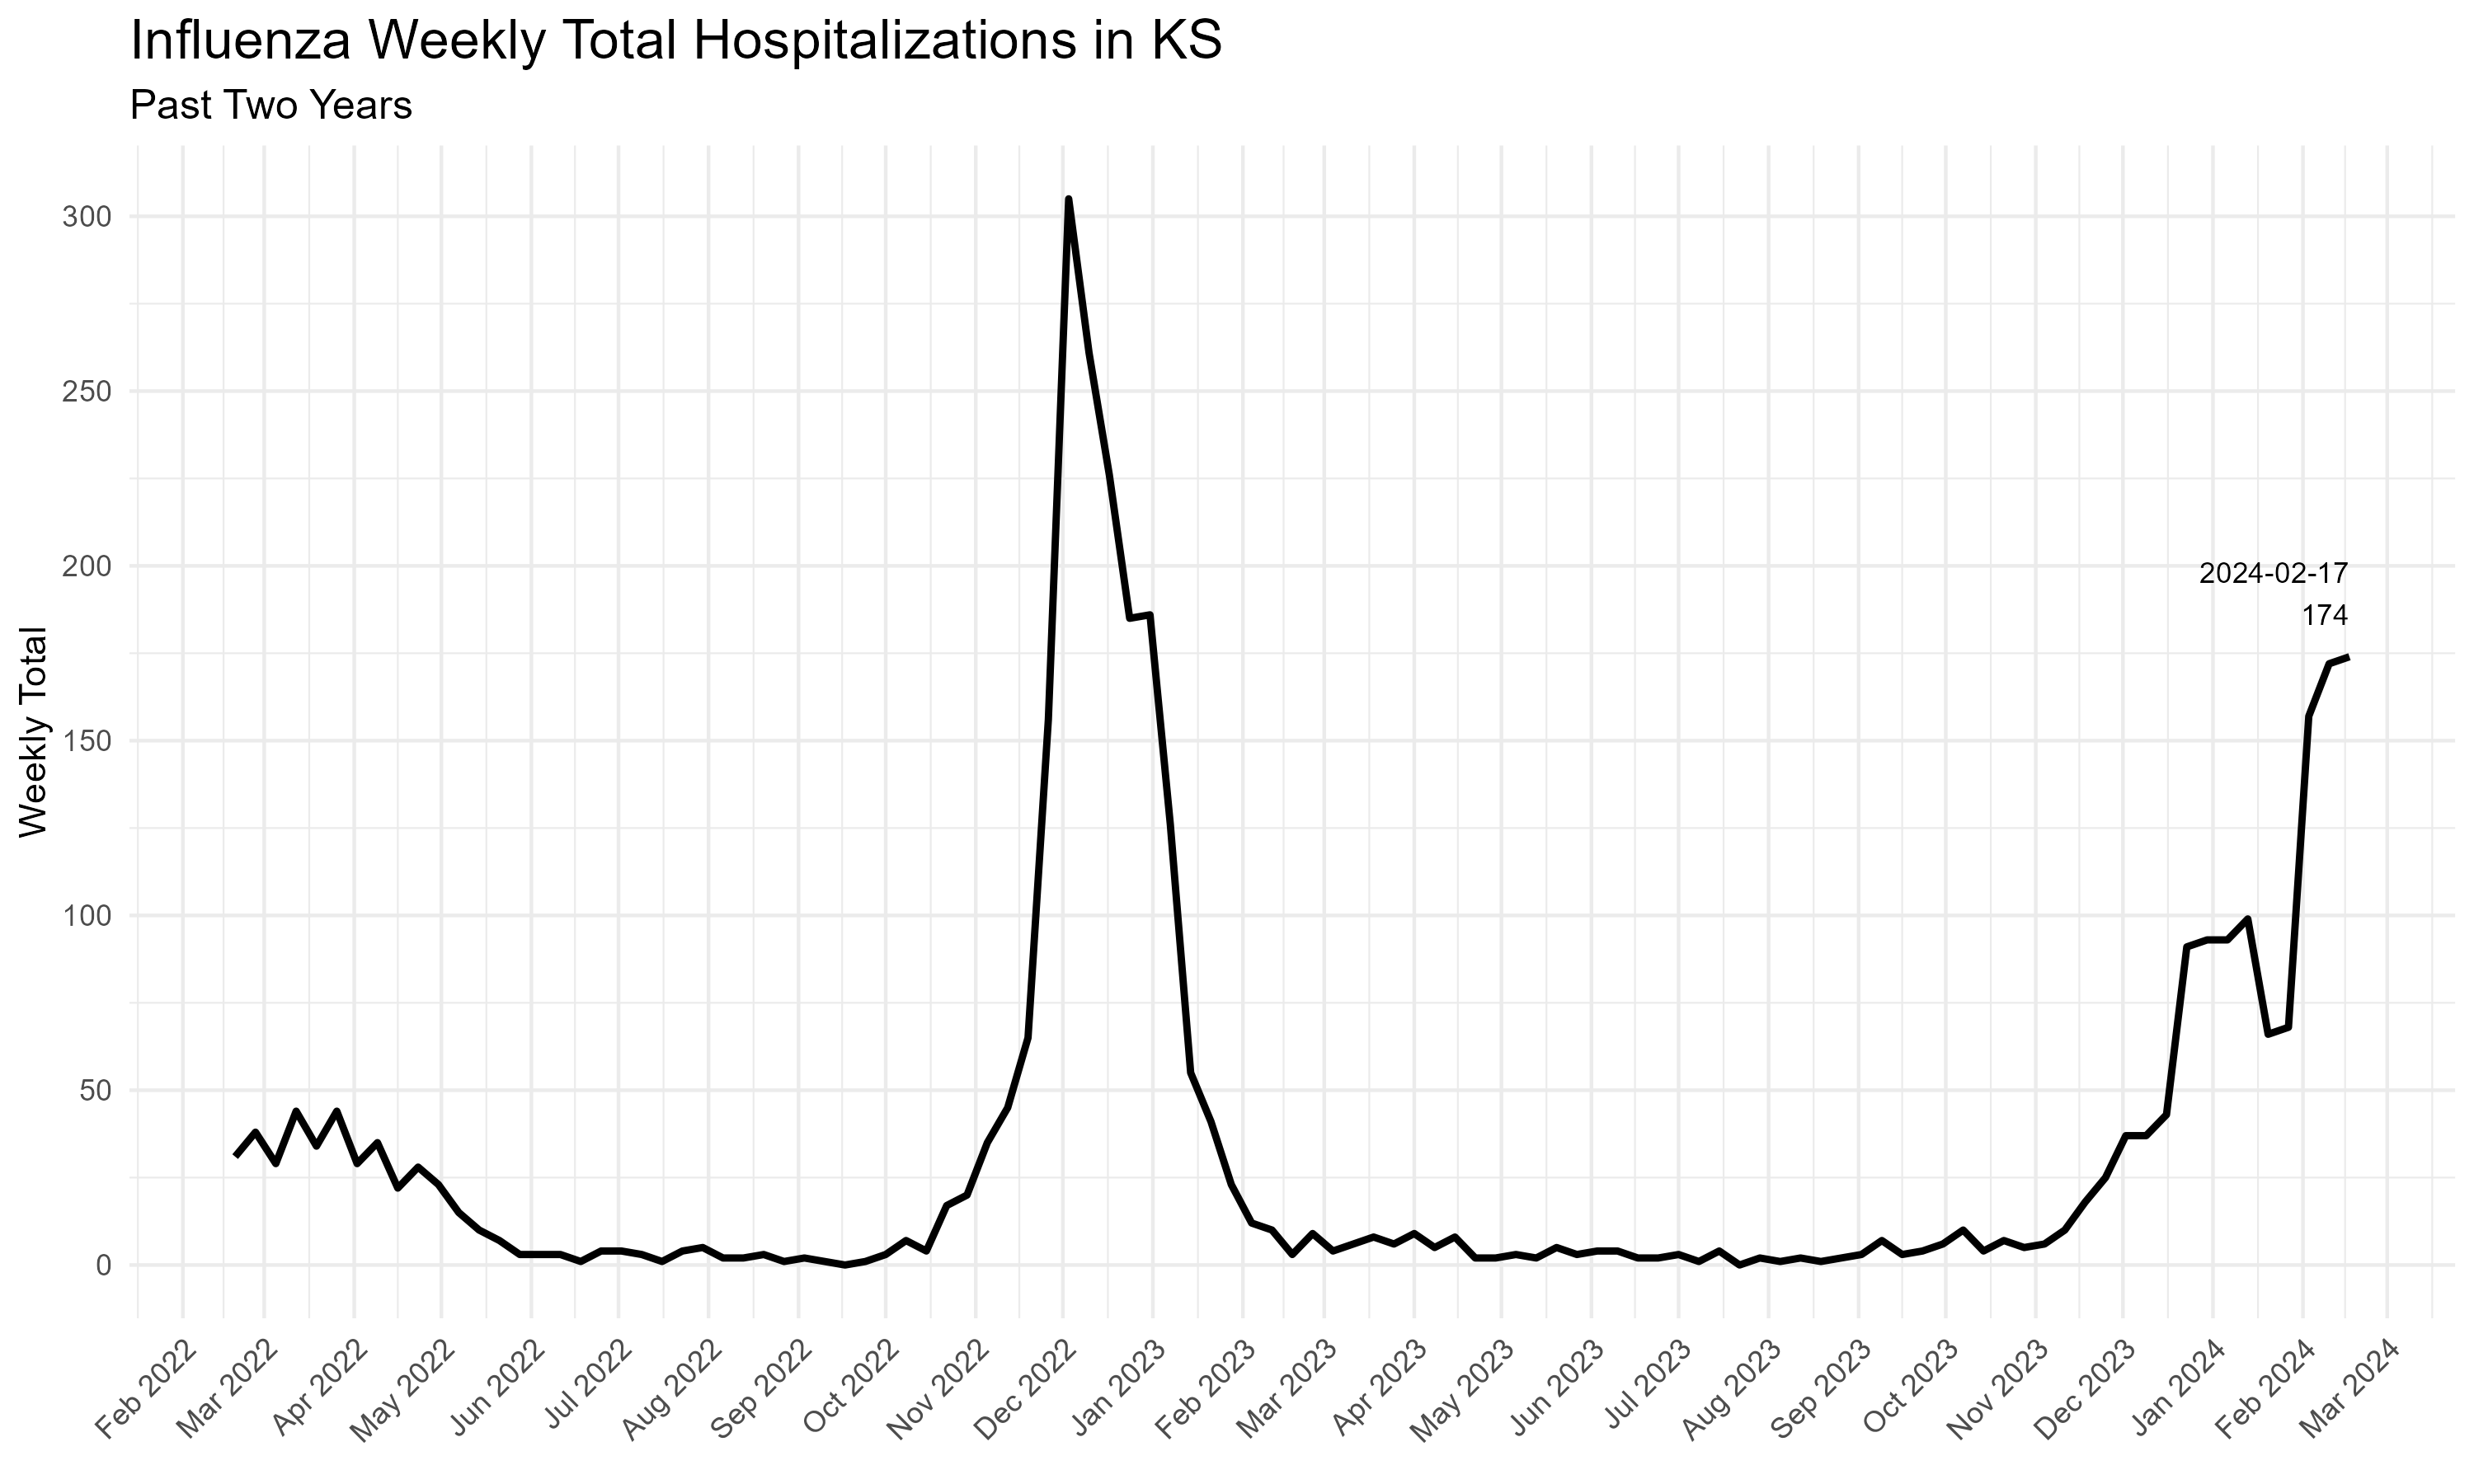 Influenza Weekly Total Hospitalizations in KS
Past Two Years
Weekly Total
300
250
200
150
100
50
0
2024-02-17
174
Feb 2022
Mar 2022
Apr 2022
May 2022
Jun 2022
Jul 2022
Aug 2022
Sep 2022
Oct 2022
Nov 2022
Dec 2022
Jan 2023
Feb 2023
Mar 2023
Apr 2023
May 2023
Jun 2023
Jul 2023
Aug 2023
Sep 2023
Oct 2023
Nov 2023
Dec 2023
Jan 2024
Feb 2024
Mar 2024